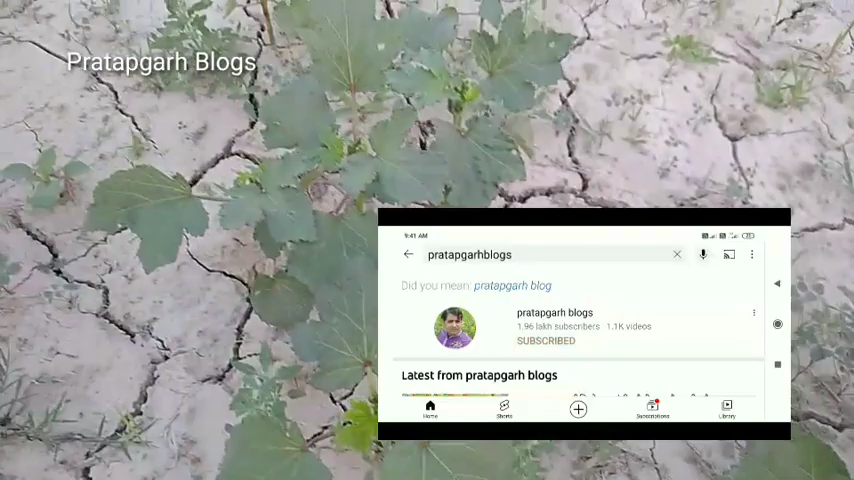 Pratapgarh Blogs
9:41 AM
pratapgarhblogs
Did you mean: pratapgarh blog
pratapgarh blogs
1.96 lakh subscribers · 1.1K videos
SUBSCRIBED
Latest from pratapgarh blogs
Home
Shorts
Subscriptions
Library